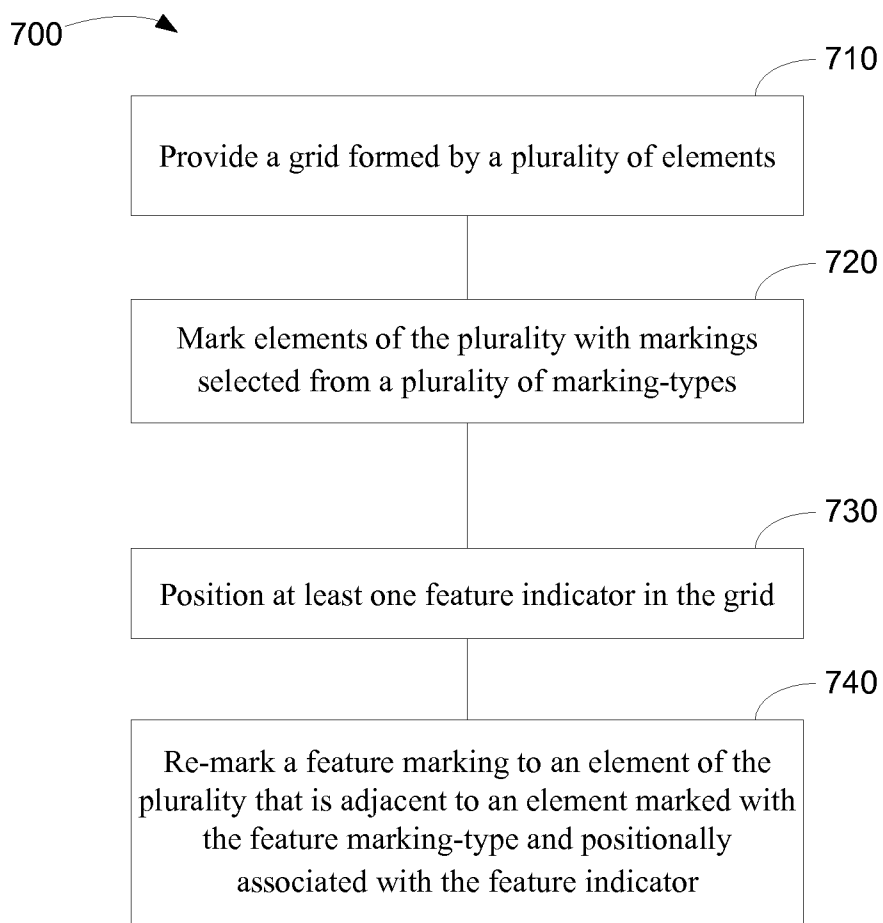 700
710
Provide a grid formed by a plurality of elements
720
Mark elements of the plurality with markings
selected from a plurality of marking-types
730
Position at least one feature indicator in the grid
740
Re-mark a feature marking to an element of the
plurality that is adjacent to an element marked with
the feature marking-type and positionally
associated with the feature indicator